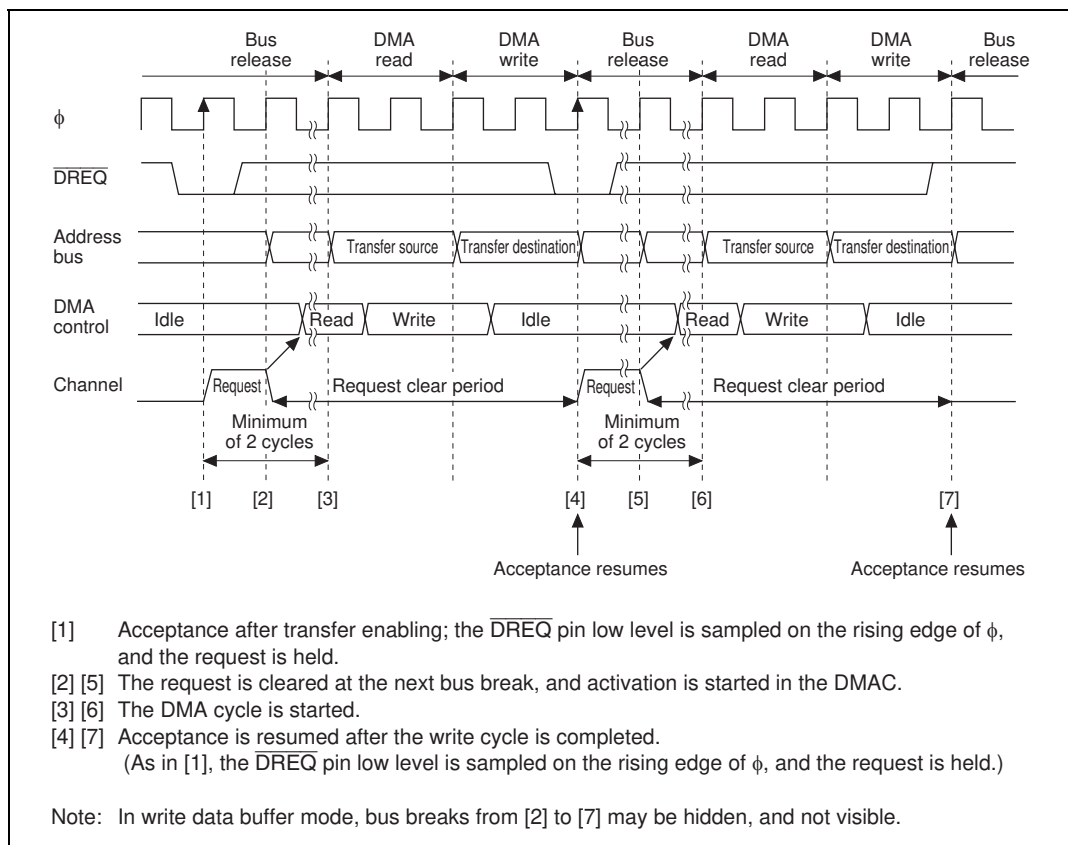 Bus release DMA read DMA write Bus release DMA read DMA write Bus release
φ
DREQ
Address bus Transfer source Transfer destination Transfer source Transfer destination
DMA control Idle Read Write Idle Read Write Idle
Channel Request Request clear period Request Request clear period
Minimum of 2 cycles Minimum of 2 cycles
[1] [2] [3] [4] [5] [6] [7]
Acceptance resumes Acceptance resumes
[1] Acceptance after transfer enabling; the DREQ pin low level is sampled on the rising edge of φ,
and the request is held.
[2] [5] The request is cleared at the next bus break, and activation is started in the DMAC.
[3] [6] The DMA cycle is started.
[4] [7] Acceptance is resumed after the write cycle is completed.
(As in [1], the DREQ pin low level is sampled on the rising edge of φ, and the request is held.)
Note: In write data buffer mode, bus breaks from [2] to [7] may be hidden, and not visible.